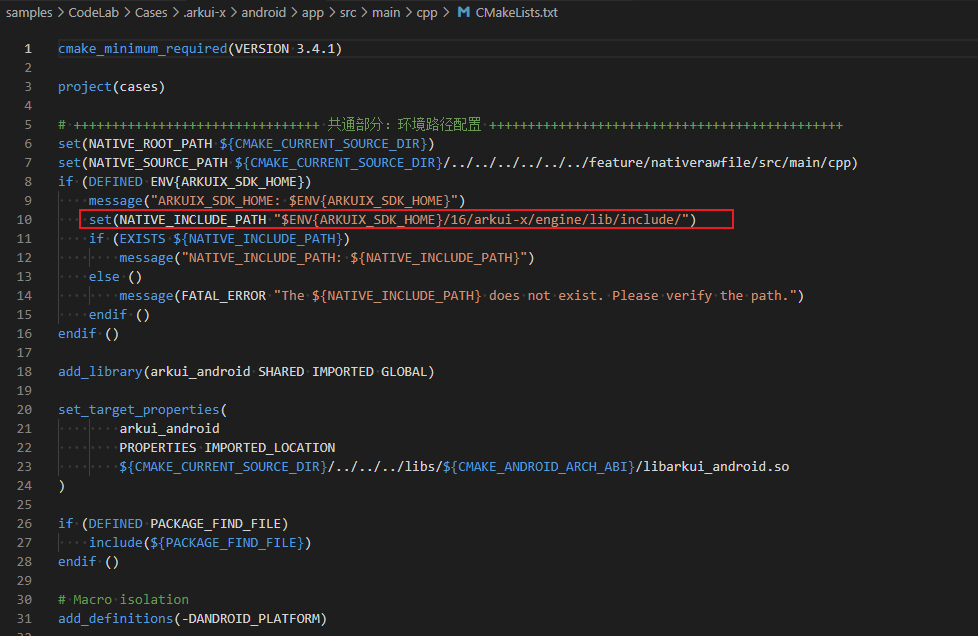 samples > CodeLab > Cases > .arkui-x > android > app > src > main > cpp > CMakeLists.txt
1 cmake_minimum_required(VERSION 3.4.1)
2
3 project(cases)
4
5 # ++++++++++++++++++++++++++++++++ 共通部分：环境路径配置 ++++++++++++++++++++++++++++++++++++++++++++++
6 set(NATIVE_ROOT_PATH ${CMAKE_CURRENT_SOURCE_DIR})
7 set(NATIVE_SOURCE_PATH ${CMAKE_CURRENT_SOURCE_DIR}/../../../../../../feature/nativerawfile/src/main/cpp)
8 if (DEFINED ENV{ARKUIX_SDK_HOME})
9     message("ARKUIX_SDK_HOME: $ENV{ARKUIX_SDK_HOME}")
10     set(NATIVE_INCLUDE_PATH "$ENV{ARKUIX_SDK_HOME}/16/arkui-x/engine/lib/include/")
11     if (EXISTS ${NATIVE_INCLUDE_PATH})
12         message("NATIVE_INCLUDE_PATH: ${NATIVE_INCLUDE_PATH}")
13     else ()
14         message(FATAL_ERROR "The ${NATIVE_INCLUDE_PATH} does not exist. Please verify the path.")
15     endif ()
16 endif ()
17
18 add_library(arkui_android SHARED IMPORTED GLOBAL)
19
20 set_target_properties(
21         arkui_android
22         PROPERTIES IMPORTED_LOCATION
23         ${CMAKE_CURRENT_SOURCE_DIR}/../../../libs/${CMAKE_ANDROID_ARCH_ABI}/libarkui_android.so
24 )
25
26 if (DEFINED PACKAGE_FIND_FILE)
27     include(${PACKAGE_FIND_FILE})
28 endif ()
29
30 # Macro isolation
31 add_definitions(-DANDROID_PLATFORM)